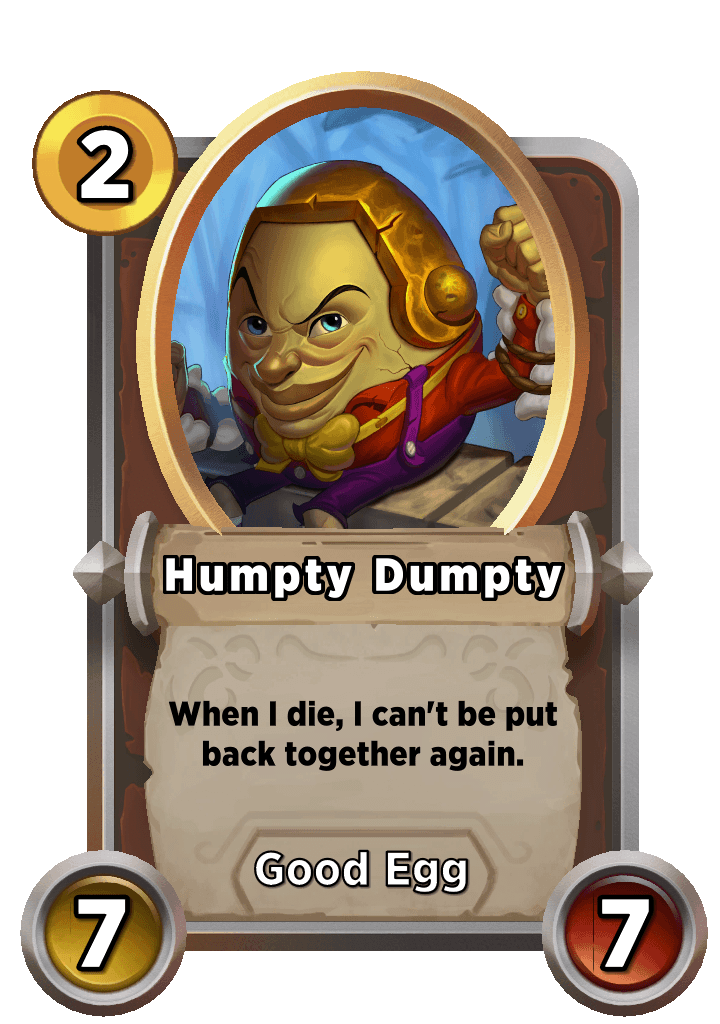 2
Humpty Dumpty
When I die, I can't be put
back together again.
Good Egg
7
7